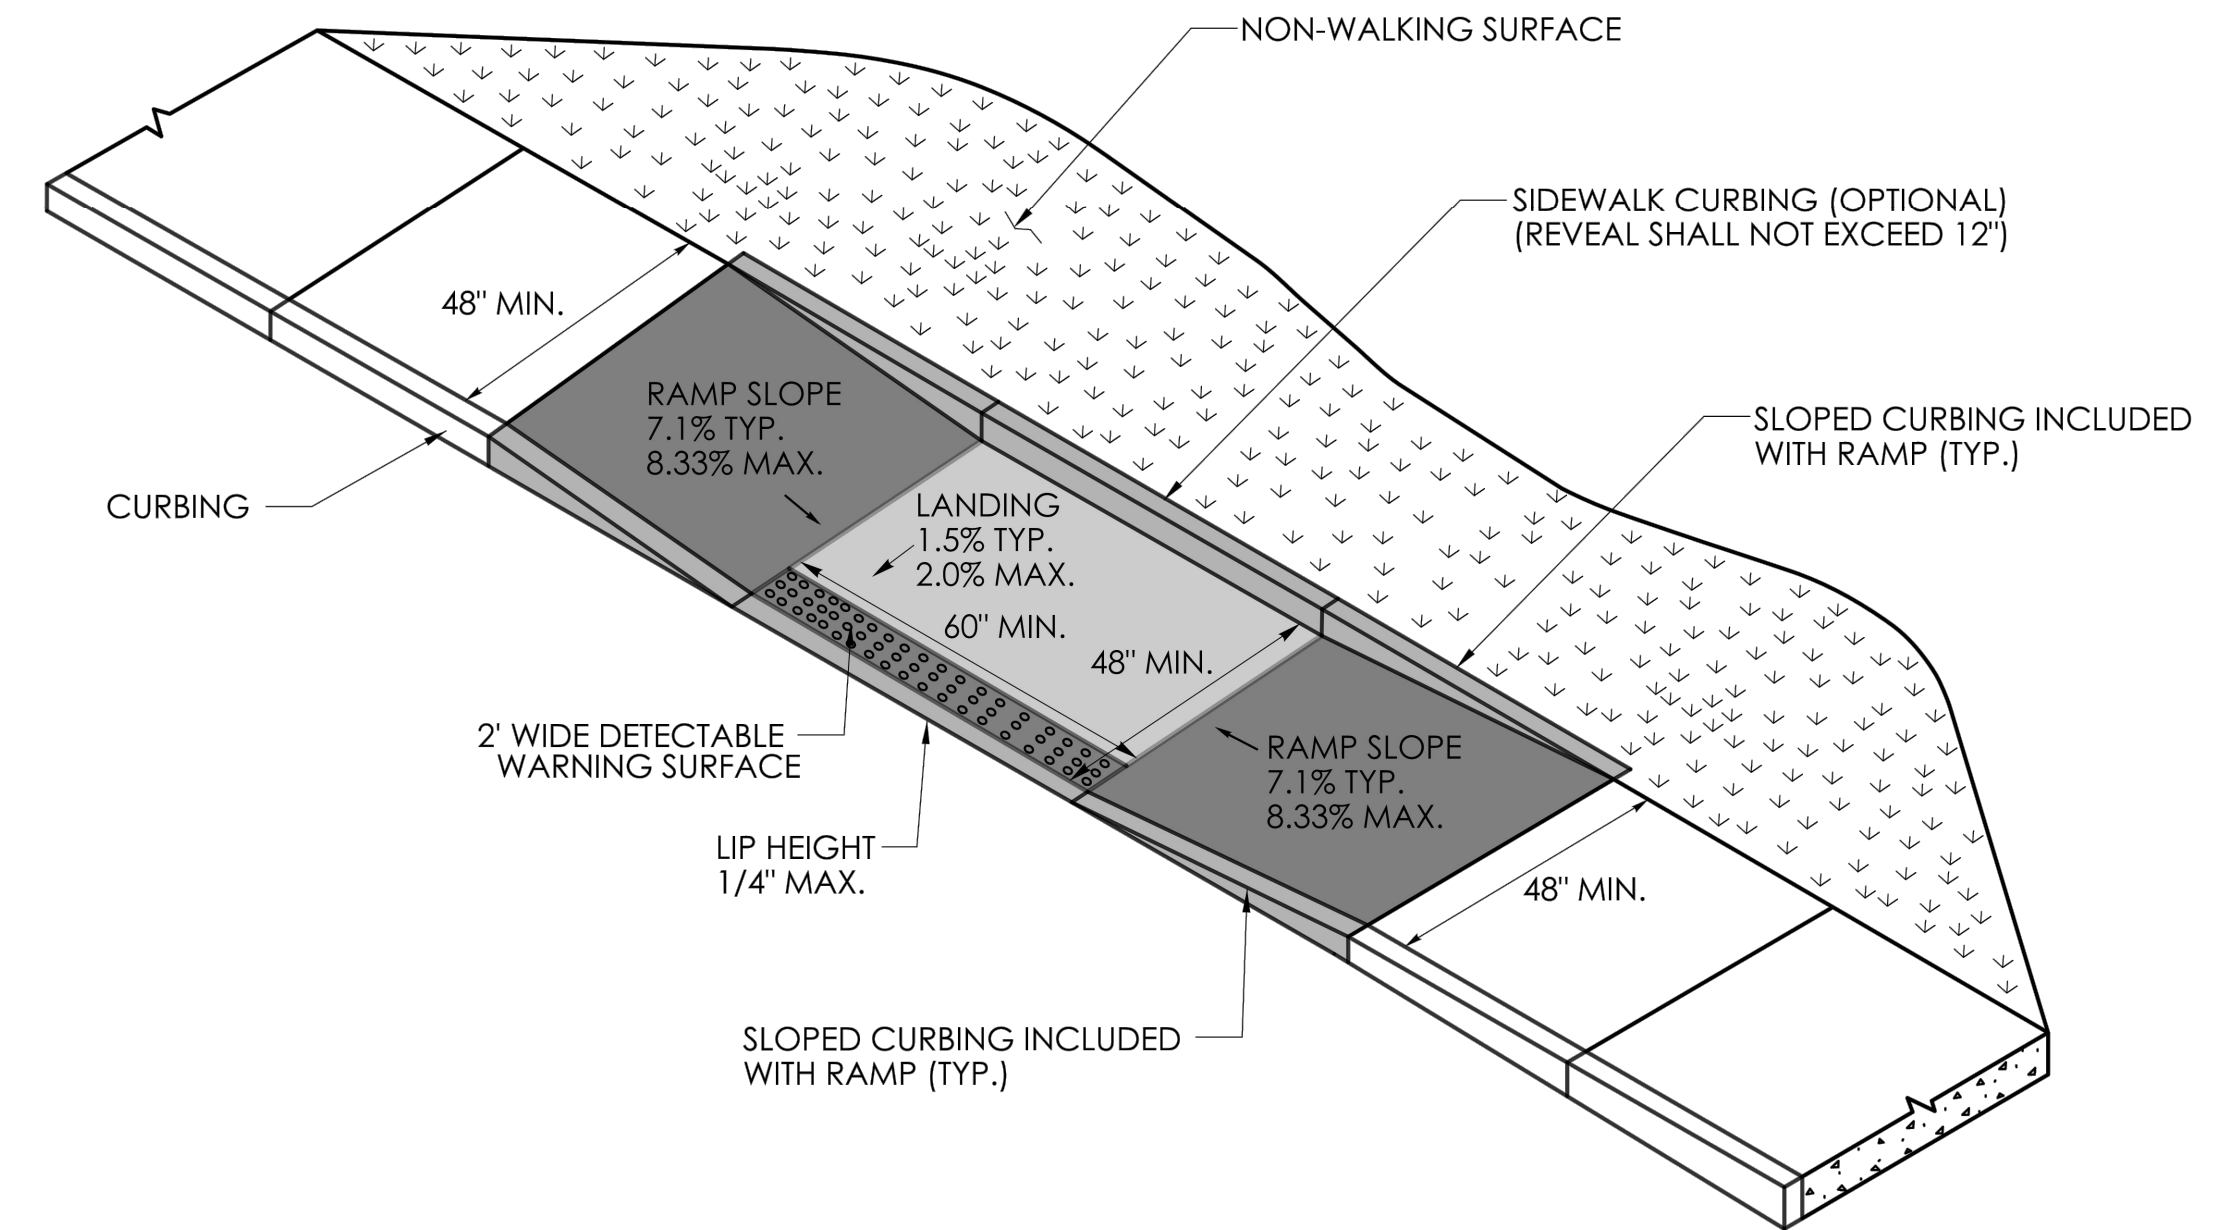 NON-WALKING SURFACE
SIDEWALK CURBING (OPTIONAL)
(REVEAL SHALL NOT EXCEED 12")
48" MIN.
RAMP SLOPE
7.1% TYP.
8.33% MAX.
SLOPED CURBING INCLUDED
WITH RAMP (TYP.)
CURBING
LANDING
1.5% TYP.
2.0% MAX.
60" MIN.
48" MIN.
2' WIDE DETECTABLE
WARNING SURFACE
RAMP SLOPE
7.1% TYP.
8.33% MAX.
LIP HEIGHT
1/4" MAX.
48" MIN.
SLOPED CURBING INCLUDED
WITH RAMP (TYP.)